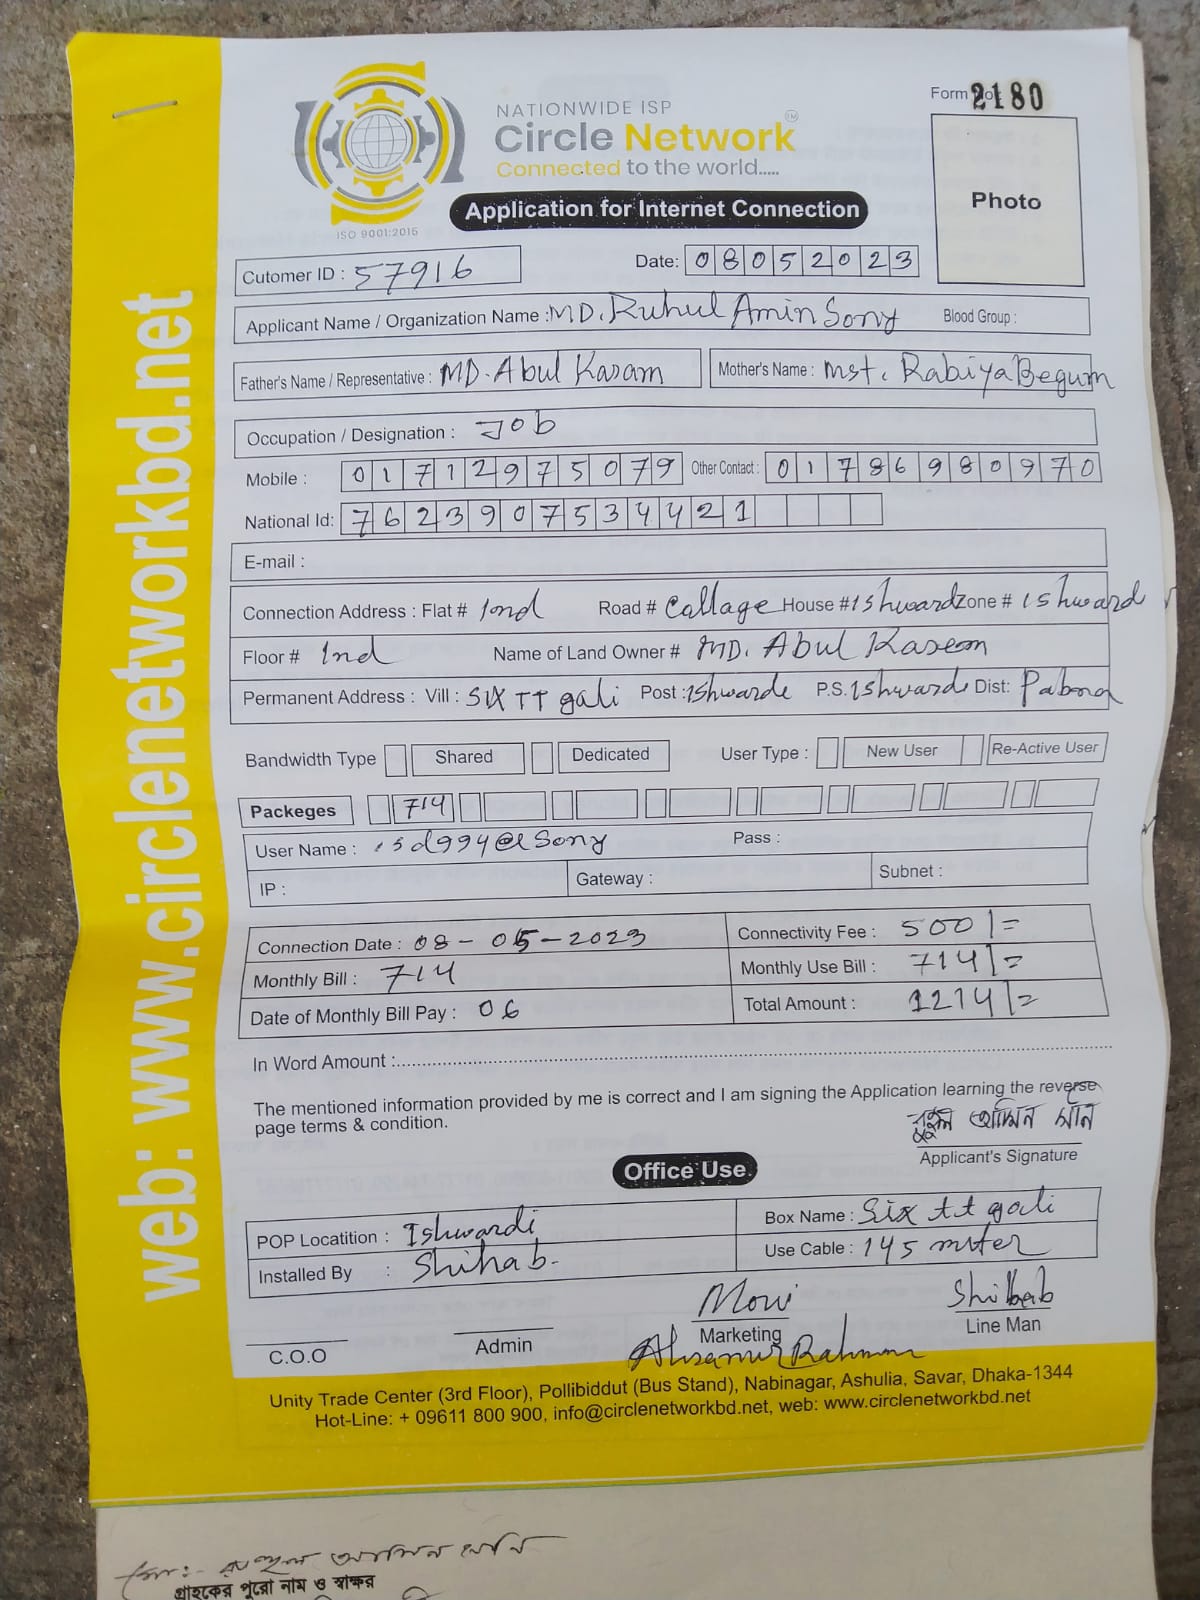 NATIONWIDE ISP
Circle Network TM
Connected to the world.....
ISO 9001:2015
Form No: 2180
Photo
Application for Internet Connection
Cutomer ID : 57916
Date: 08052023
Applicant Name / Organization Name : MD. Ruhul Amin Sony Blood Group :
Father's Name / Representative : MD. Abul Kasam Mother's Name : Mst. Rabiya Begum
Occupation / Designation : Job
Mobile : 01712975079 Other Contact : 01786980970
National Id: 7623907534421
E-mail :
Connection Address : Flat # 1nd Road # Callage House # Ishward Zone # Ishward
Floor # 1nd Name of Land Owner # MD. Abul Kasem
Permanent Address : Vill : SIX TT gali Post : Ishwarde P.S. Ishwarde Dist: Pabna
Bandwidth Type Shared Dedicated User Type : New User Re-Active User
Packeges 714
User Name : isd994@Sony Pass :
IP : Gateway : Subnet :
Connection Date : 08-05-2023 Connectivity Fee : 500/=
Monthly Bill : 714 Monthly Use Bill : 714/=
Date of Monthly Bill Pay : 06 Total Amount : 1214/=
In Word Amount :
The mentioned information provided by me is correct and I am signing the Application learning the reverse
page terms & condition.
রুহুল আমিন সনি
Applicant's Signature
Office Use
POP Locatition : Ishwardi Box Name : Six tt gali
Installed By : Shihab. Use Cable : 145 miter
C.O.O Admin Marketing Line Man
Unity Trade Center (3rd Floor), Pollibiddut (Bus Stand), Nabinagar, Ashulia, Savar, Dhaka-1344
Hot-Line: + 09611 800 900, info@circlenetworkbd.net, web: www.circlenetworkbd.net
web: www.circlenetworkbd.net
মো:- রুহুল আমিন সনি
গ্রাহকের পুরো নাম ও স্বাক্ষর